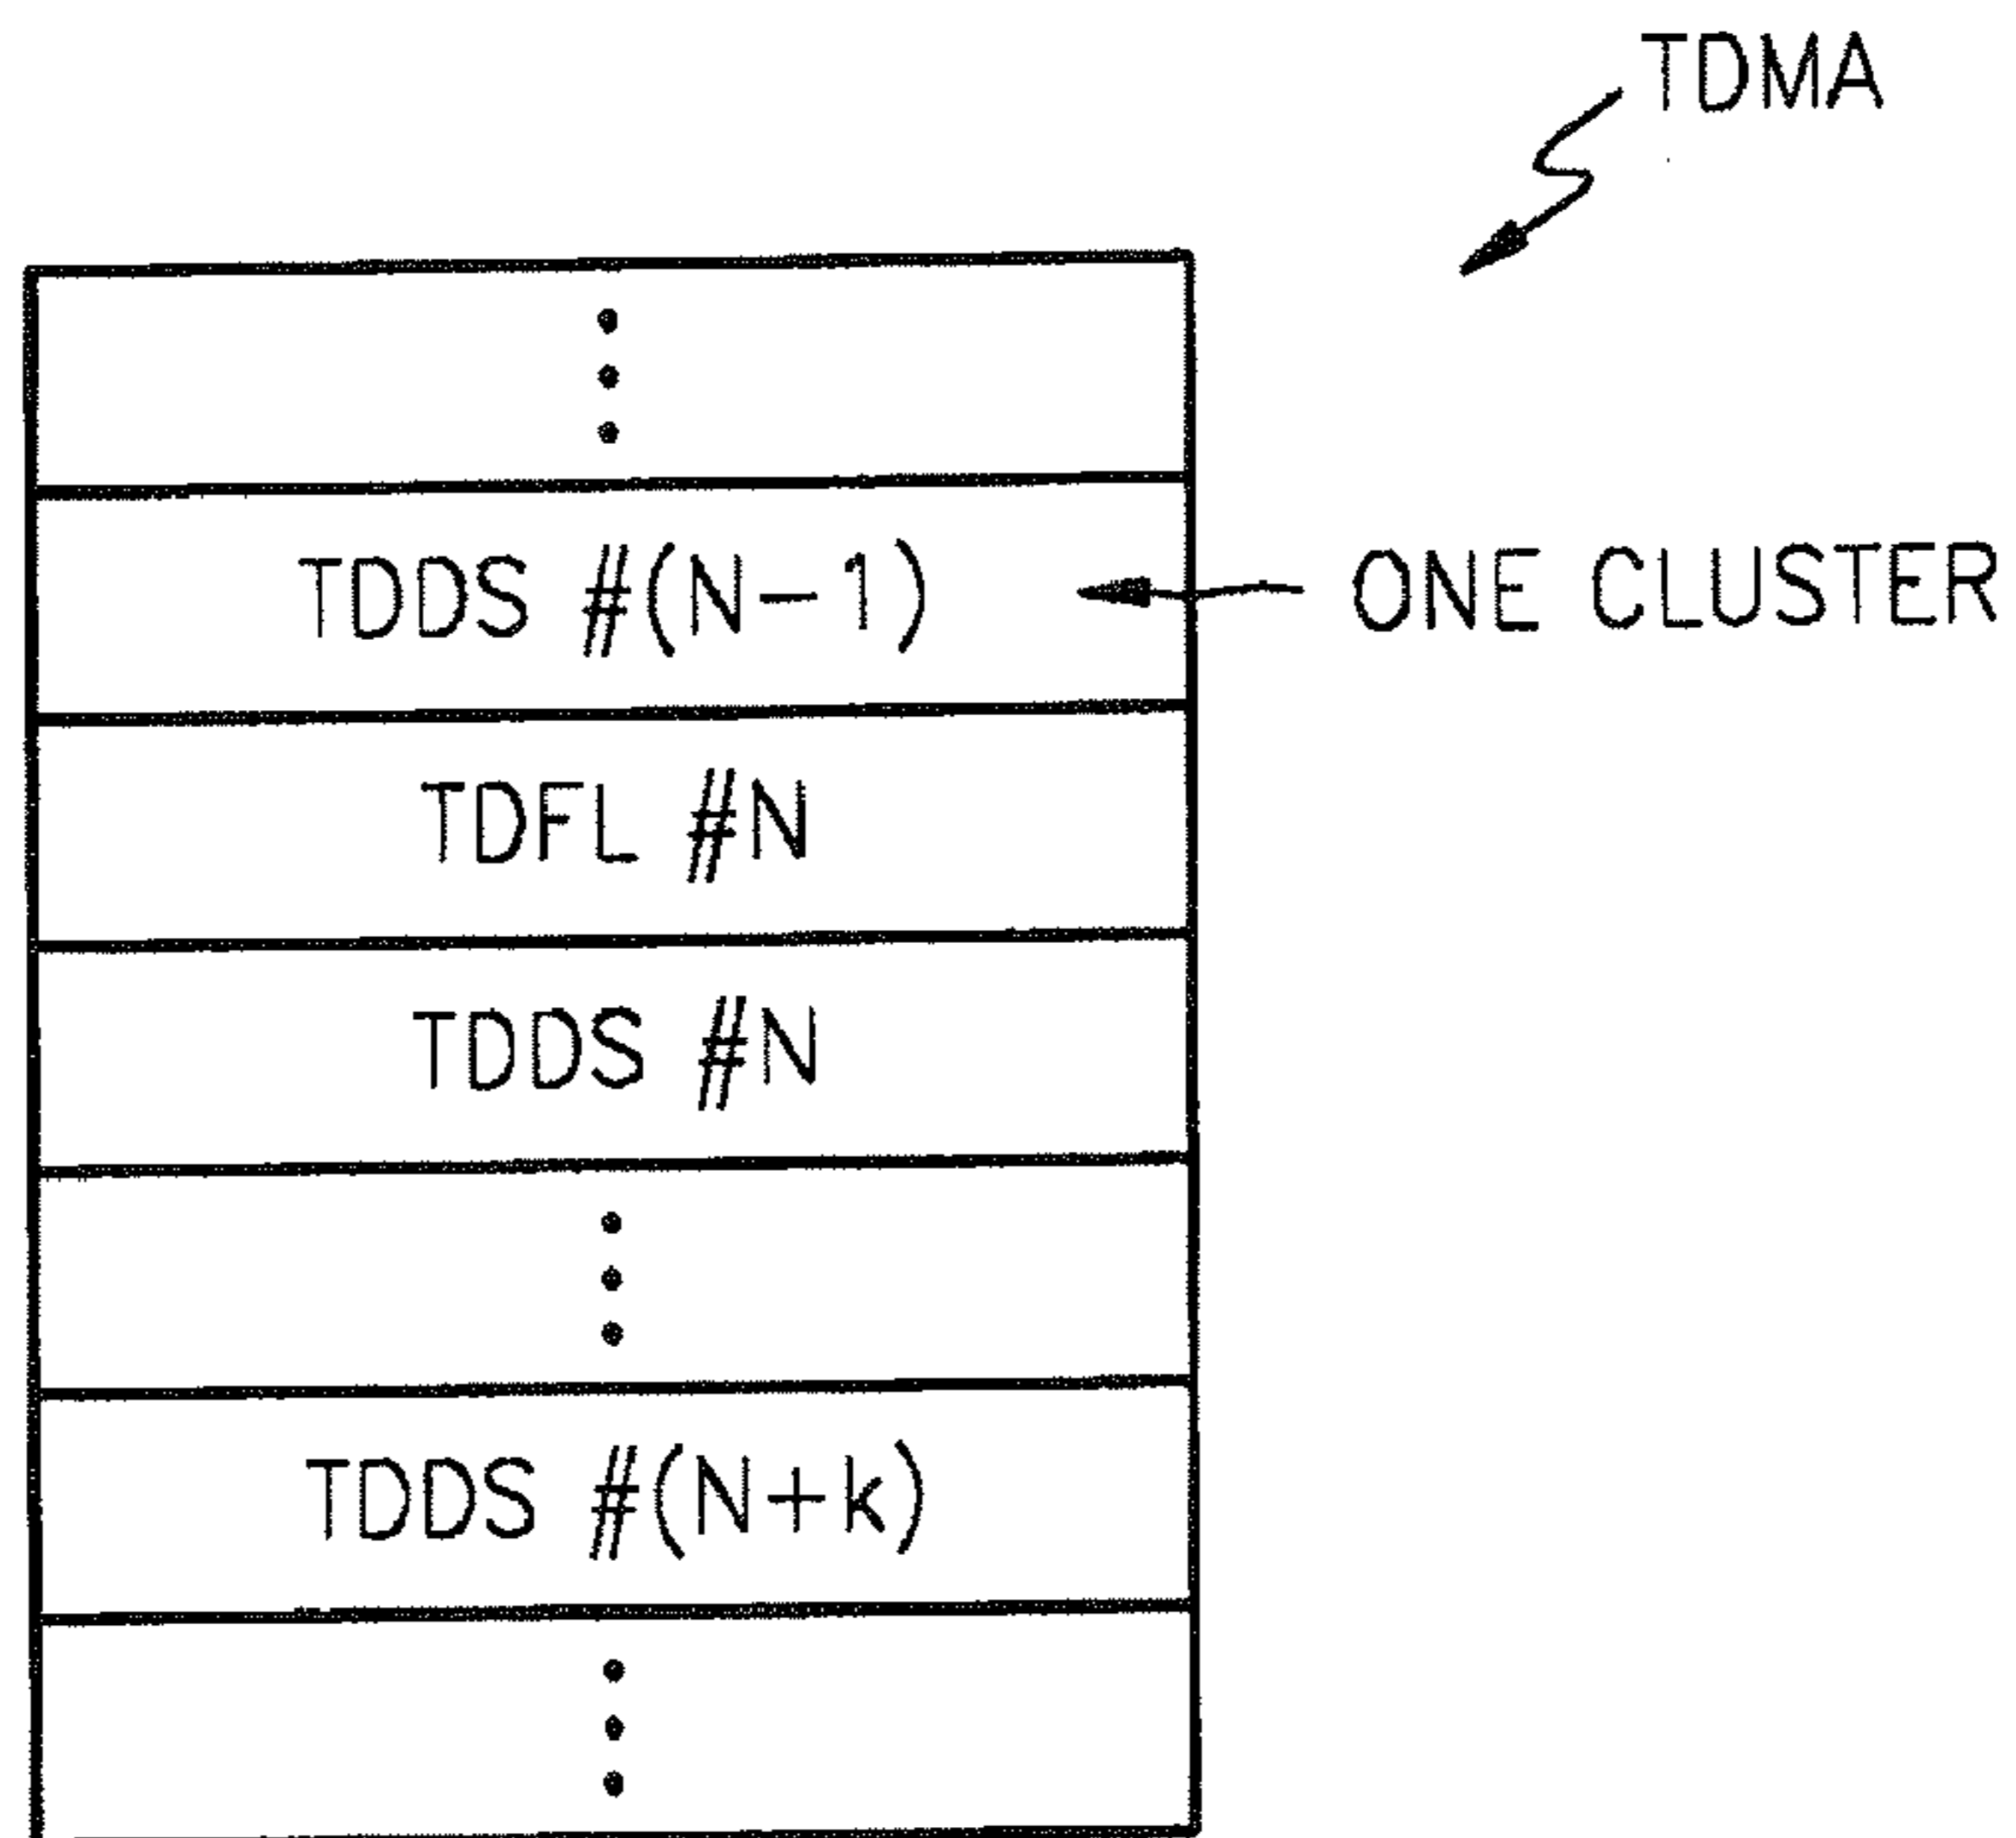 TDMA
TDDS #(N-1)
ONE CLUSTER
TDFL #N
TDDS #N
TDDS #(N+k)